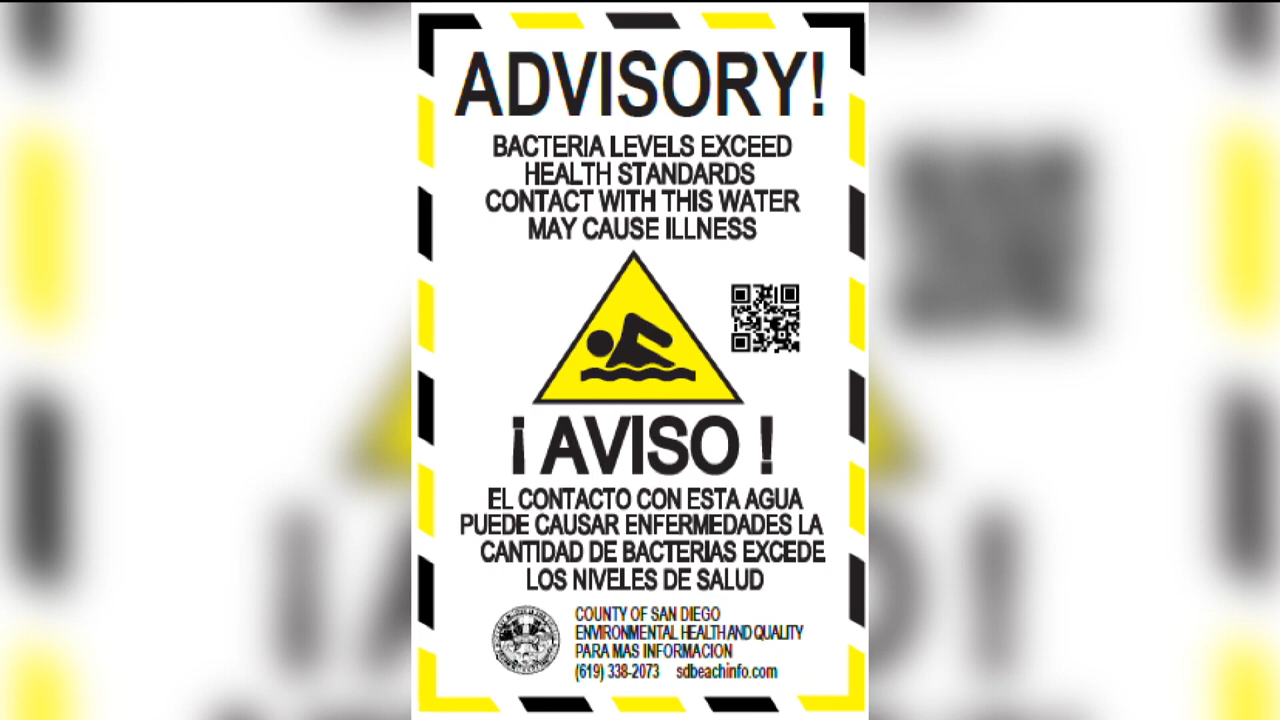 ADVISORY!
BACTERIA LEVELS EXCEED
HEALTH STANDARDS
CONTACT WITH THIS WATER
MAY CAUSE ILLNESS
¡ AVISO !
EL CONTACTO CON ESTA AGUA
PUEDE CAUSAR ENFERMEDADES LA
CANTIDAD DE BACTERIAS EXCEDE
LOS NIVELES DE SALUD
COUNTY OF SAN DIEGO
ENVIRONMENTAL HEALTH AND QUALITY
PARA MAS INFORMACION
(619) 338-2073 sdbeachinfo.com